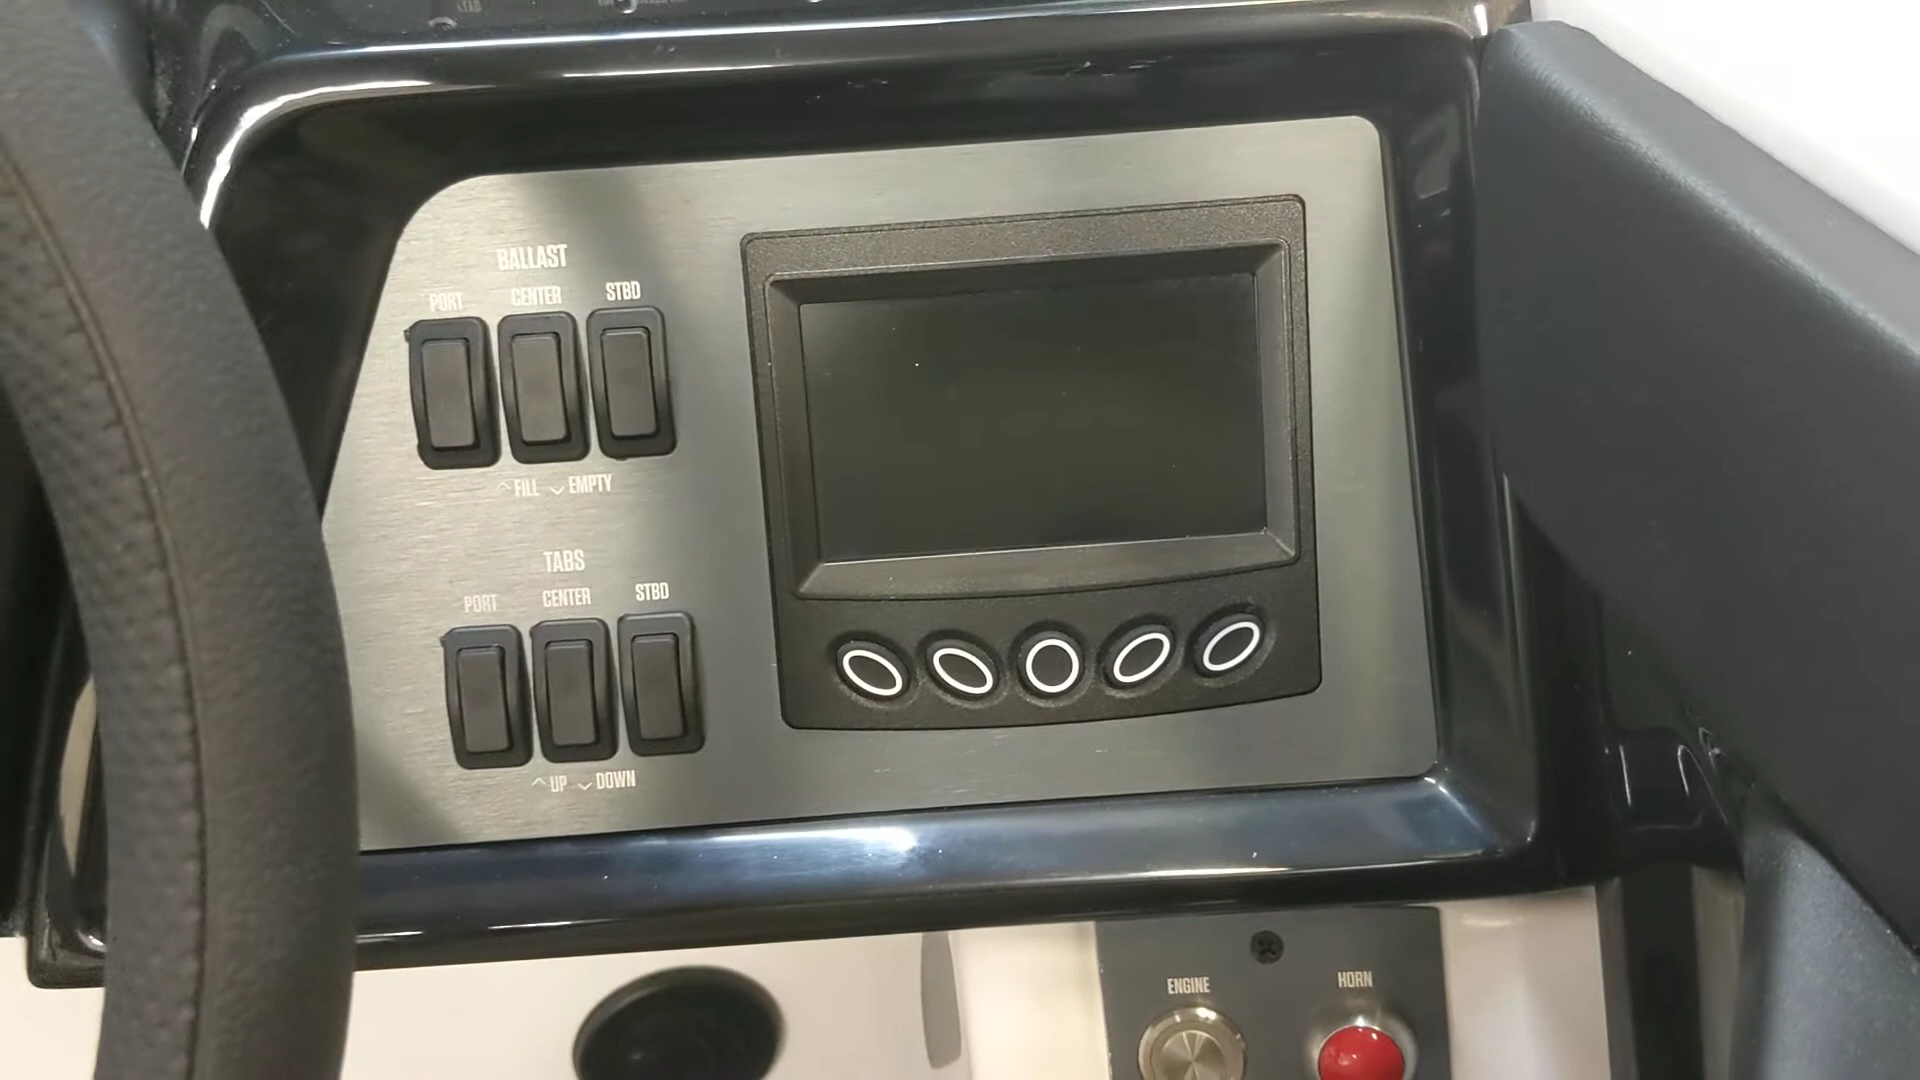 BALLAST
PORT CENTER STBD
FILL EMPTY
TABS
PORT CENTER STBD
UP DOWN
ENGINE HORN